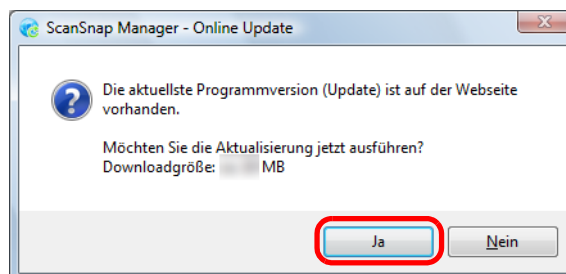 ScanSnap Manager - Online Update
Die aktuellste Programmversion (Update) ist auf der Webseite
vorhanden.
Möchten Sie die Aktualisierung jetzt ausführen?
Downloadgröße: MB
Ja
Nein